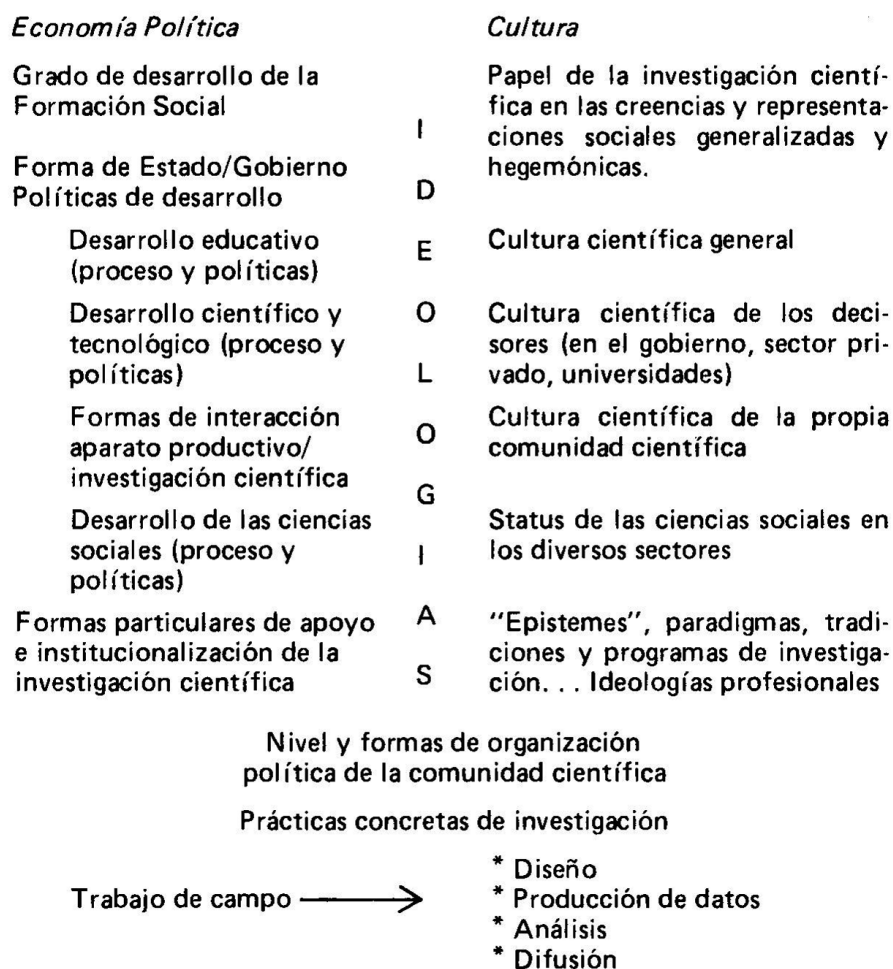 Economía Política
Grado de desarrollo de la
Formación Social
Forma de Estado/Gobierno
Políticas de desarrollo
Desarrollo educativo
(proceso y políticas)
Desarrollo científico y
tecnológico (proceso y
políticas)
Formas de interacción
aparato productivo/
investigación científica
Desarrollo de las ciencias
sociales (proceso y
políticas)
Formas particulares de apoyo
e institucionalización de la
investigación científica
I
D
E
O
L
O
G
I
A
S
Cultura
Papel de la investigación cientí-
fica en las creencias y representa-
ciones sociales generalizadas y
hegemónicas.
Cultura científica general
Cultura científica de los deci-
sores (en el gobierno, sector pri-
vado, universidades)
Cultura científica de la propia
comunidad científica
Status de las ciencias sociales en
los diversos sectores
"Epistemes", paradigmas, tradi-
ciones y programas de investiga-
ción. . . Ideologías profesionales
Nivel y formas de organización
política de la comunidad científica
Prácticas concretas de investigación
Trabajo de campo →
* Diseño
* Producción de datos
* Análisis
* Difusión